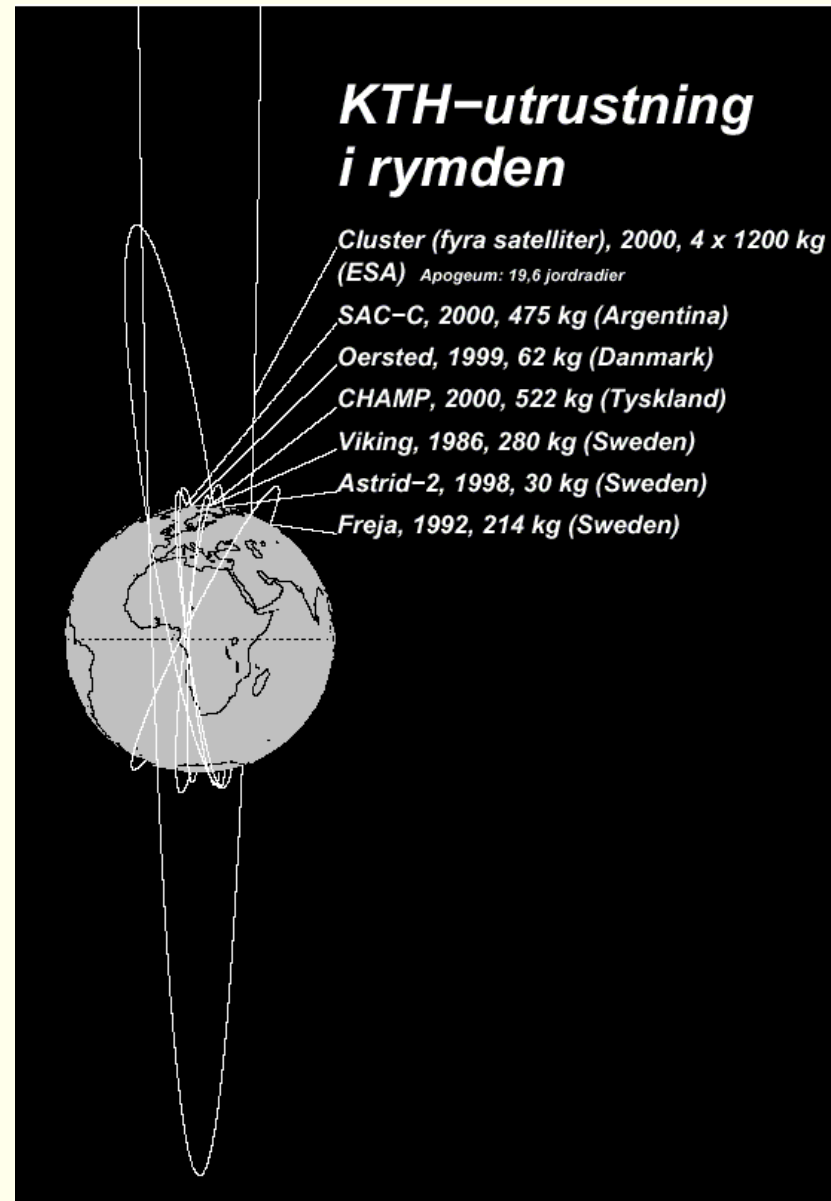 KTH−utrustning
i rymden
Cluster (fyra satelliter), 2000, 4 x 1200 kg
(ESA) Apogeum: 19,6 jordradier
SAC−C, 2000, 475 kg (Argentina)
Oersted, 1999, 62 kg (Danmark)
CHAMP, 2000, 522 kg (Tyskland)
Viking, 1986, 280 kg (Sweden)
Astrid−2, 1998, 30 kg (Sweden)
Freja, 1992, 214 kg (Sweden)